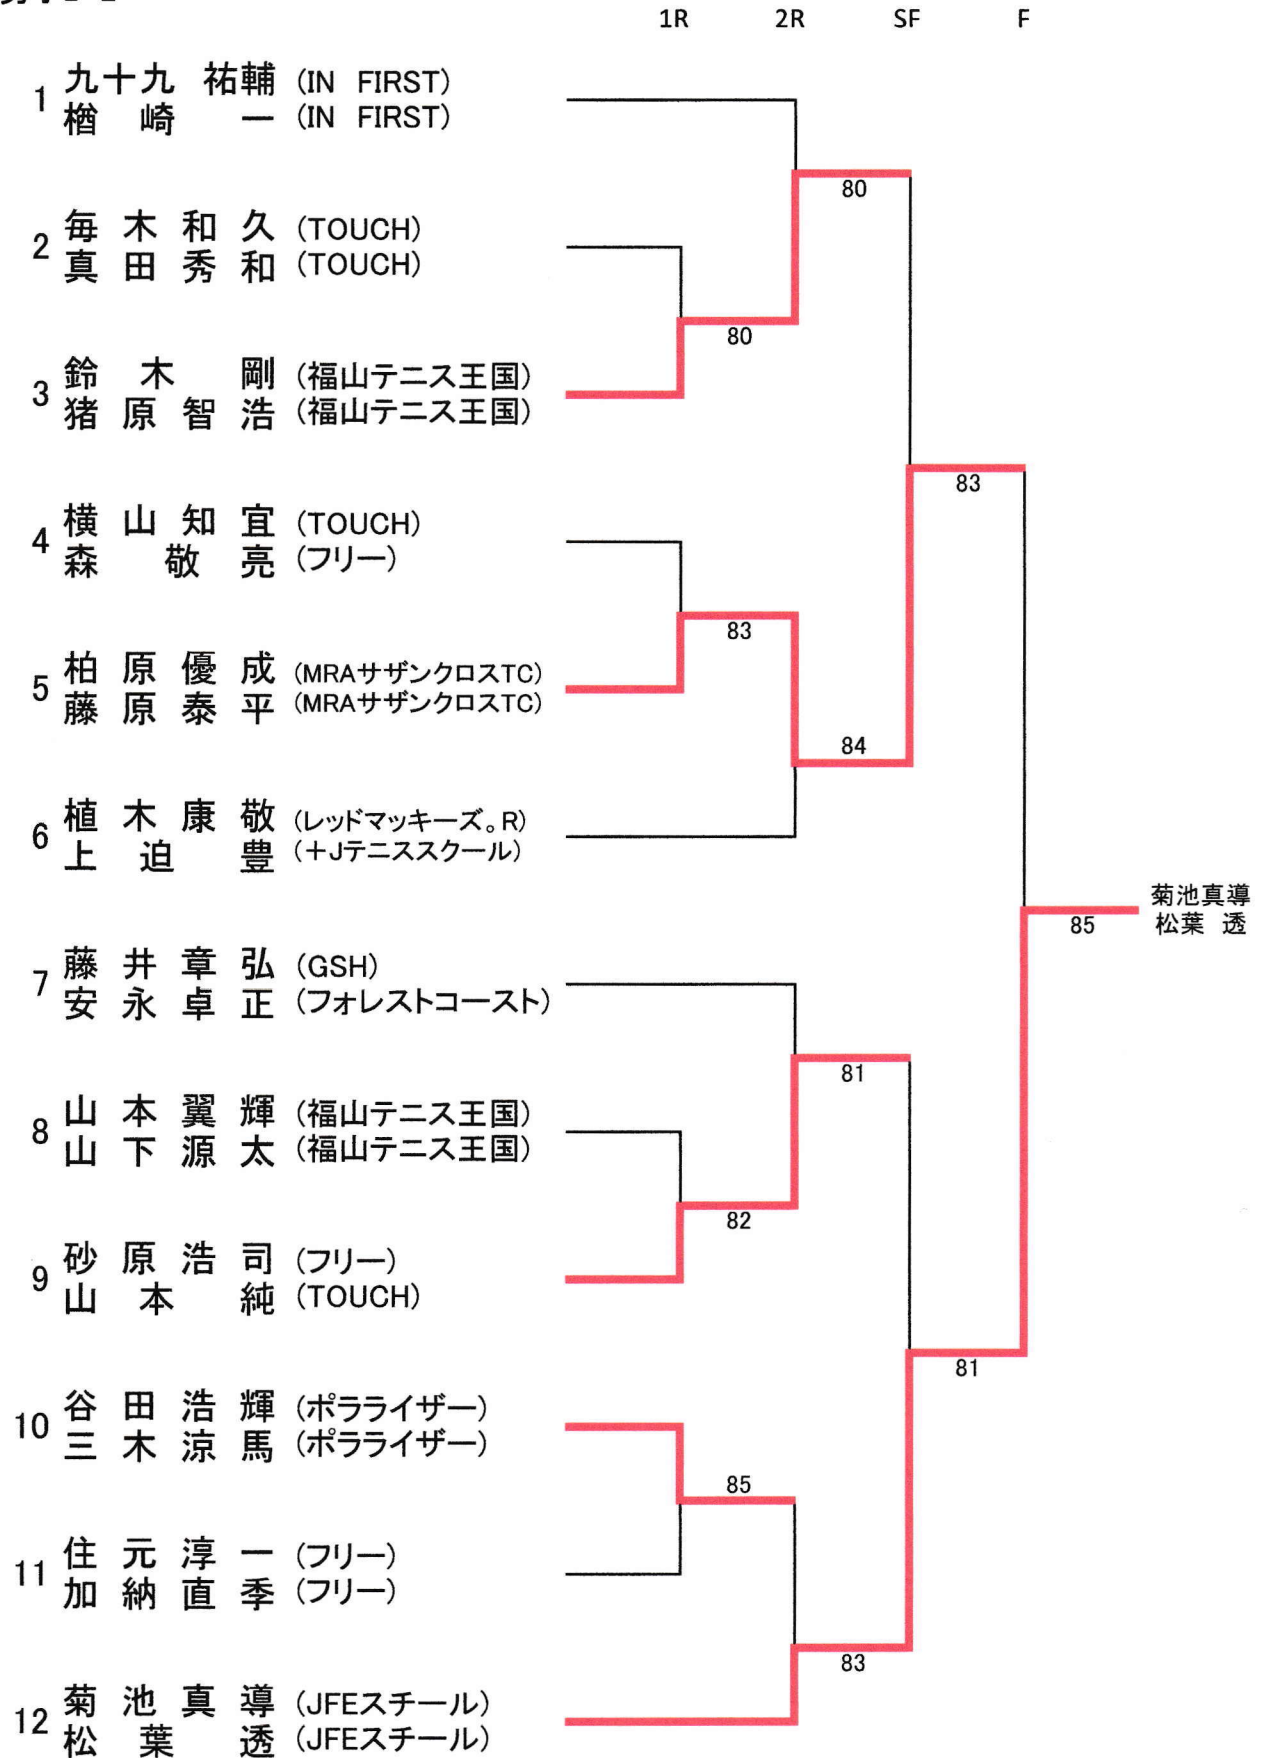 1R 2R SF F
1 九十九 祐輔 (IN FIRST)
楢崎 一 (IN FIRST)
80
2 毎木和久 (TOUCH)
真田秀和 (TOUCH)
80
3 鈴木 剛 (福山テニス王国)
猪原智浩 (福山テニス王国)
83
4 横山知宜 (TOUCH)
森 敬亮 (フリー)
83
5 柏原優成 (MRAサザンクロスTC)
藤原泰平 (MRAサザンクロスTC)
84
6 植木康敬 (レッドマッキーズ。R)
上迫 豊 (+Jテニススクール)
菊池真導
松葉 透
85
7 藤井章弘 (GSH)
安永卓正 (フォレストコースト)
81
8 山本翼輝 (福山テニス王国)
山下源太 (福山テニス王国)
82
9 砂原浩司 (フリー)
山本 純 (TOUCH)
81
10 谷田浩輝 (ポラライザー)
三木涼馬 (ポラライザー)
85
11 住元淳一 (フリー)
加納直季 (フリー)
83
12 菊池真導 (JFEスチール)
松葉 透 (JFEスチール)